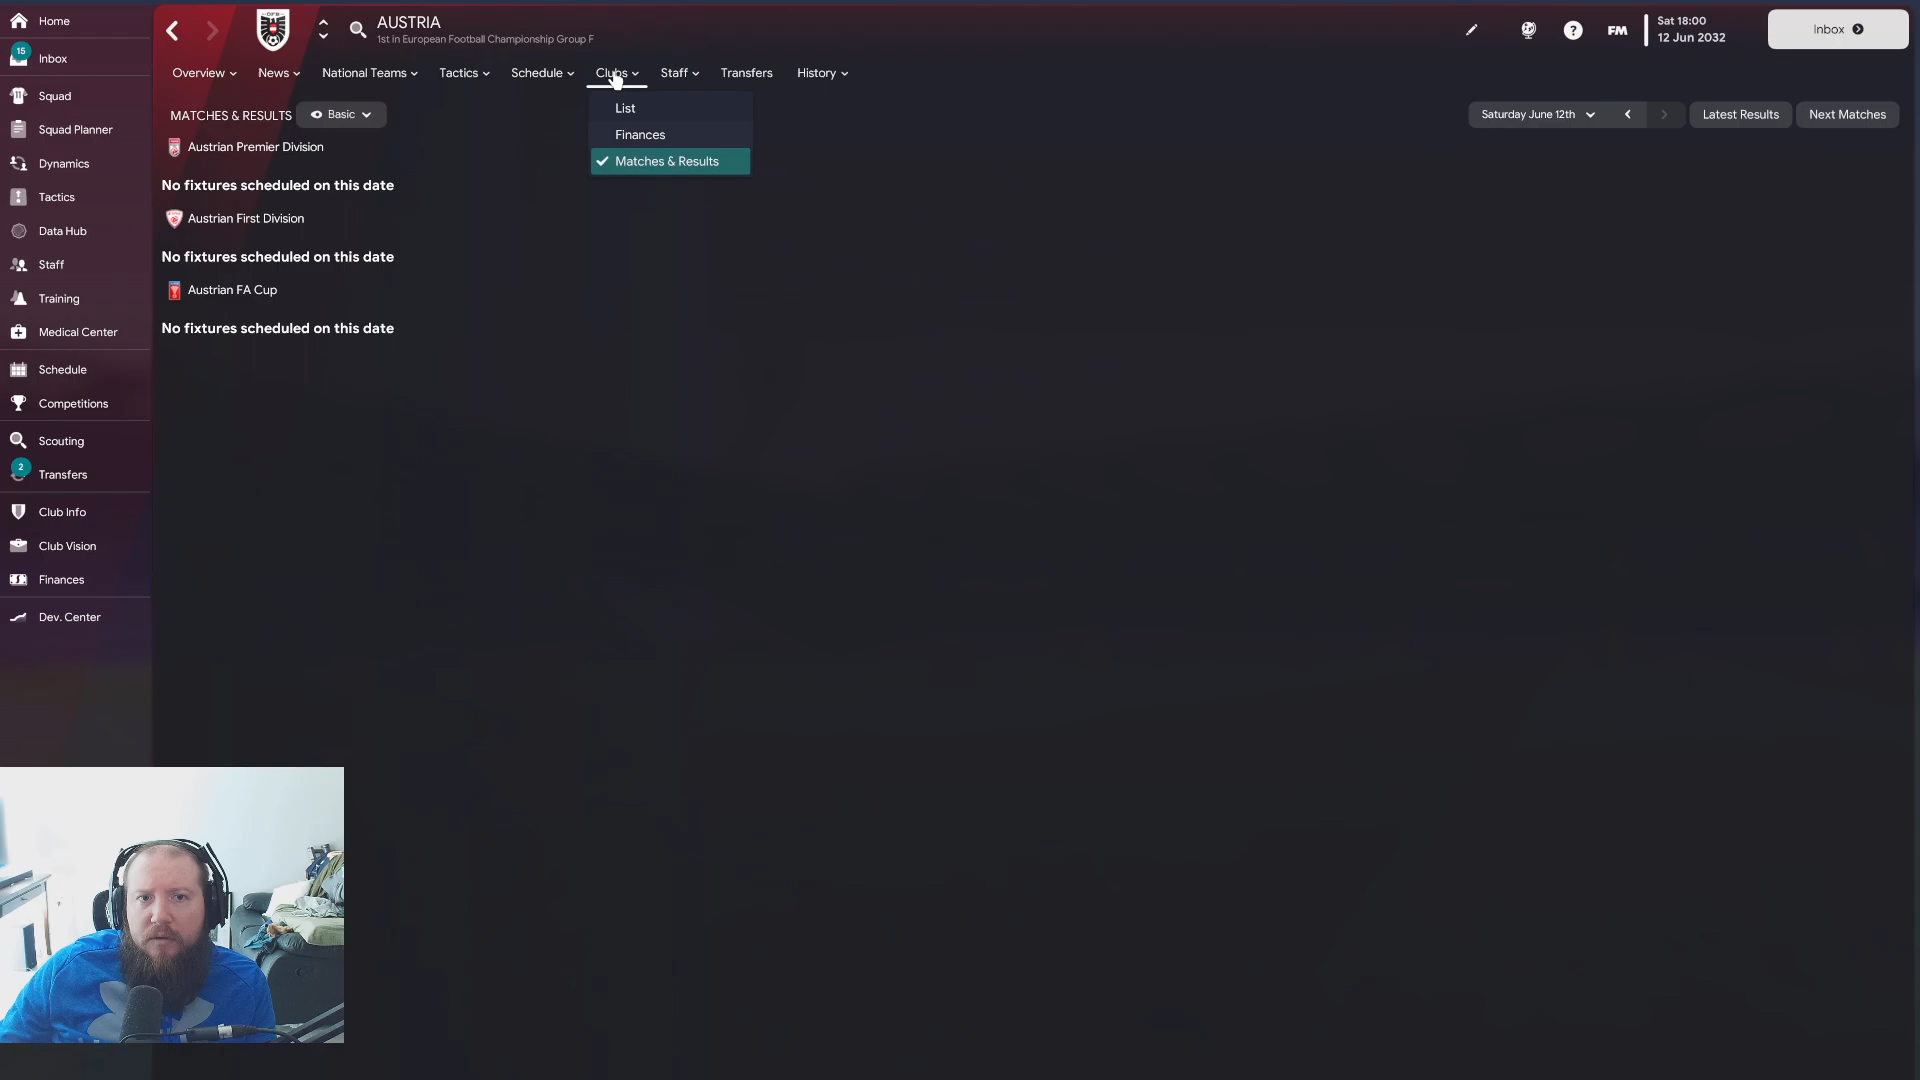 Home
15
Inbox
Squad
Squad Planner
Dynamics
Tactics
Data Hub
Staff
Training
Medical Center
Schedule
Competitions
Scouting
2
Transfers
Club Info
Club Vision
Finances
Dev. Center
AUSTRIA
1st in European Football Championship Group F
FM
Sat 18:00
12 Jun 2032
Inbox
Overview
News
National Teams
Tactics
Schedule
Clubs
Staff
Transfers
History
List
Finances
Matches & Results
MATCHES & RESULTS
Basic
Saturday June 12th
Latest Results
Next Matches
Austrian Premier Division
No fixtures scheduled on this date
Austrian First Division
No fixtures scheduled on this date
Austrian FA Cup
No fixtures scheduled on this date